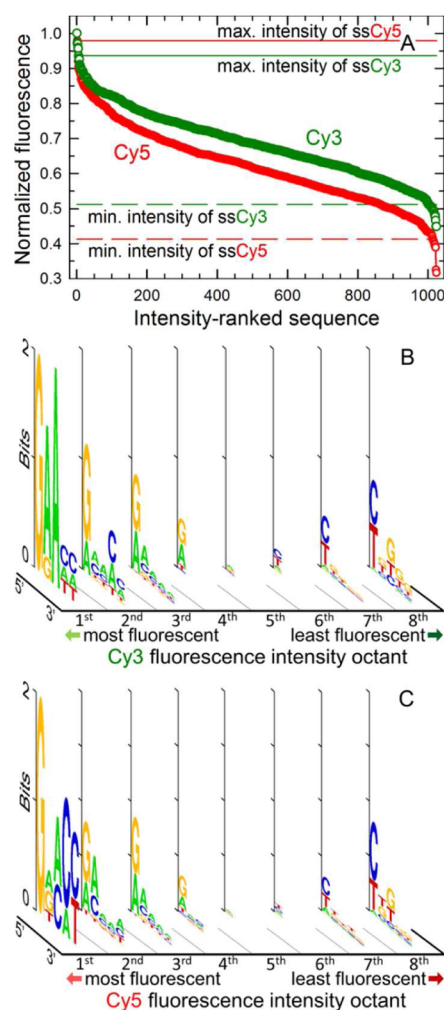 max. intensity of ssCy5 A
max. intensity of ssCy3
Cy3
Cy5
min. intensity of ssCy3
min. intensity of ssCy5
Normalized fluorescence
1.0
0.9
0.8
0.7
0.6
0.5
0.4
0.3
0 200 400 600 800 1000
Intensity-ranked sequence
B
2
Bits
0
5'
3'
1st 2nd 3rd 4th 5th 6th 7th 8th
most fluorescent least fluorescent
Cy3 fluorescence intensity octant
C
2
Bits
0
5'
3'
1st 2nd 3rd 4th 5th 6th 7th 8th
most fluorescent least fluorescent
Cy5 fluorescence intensity octant